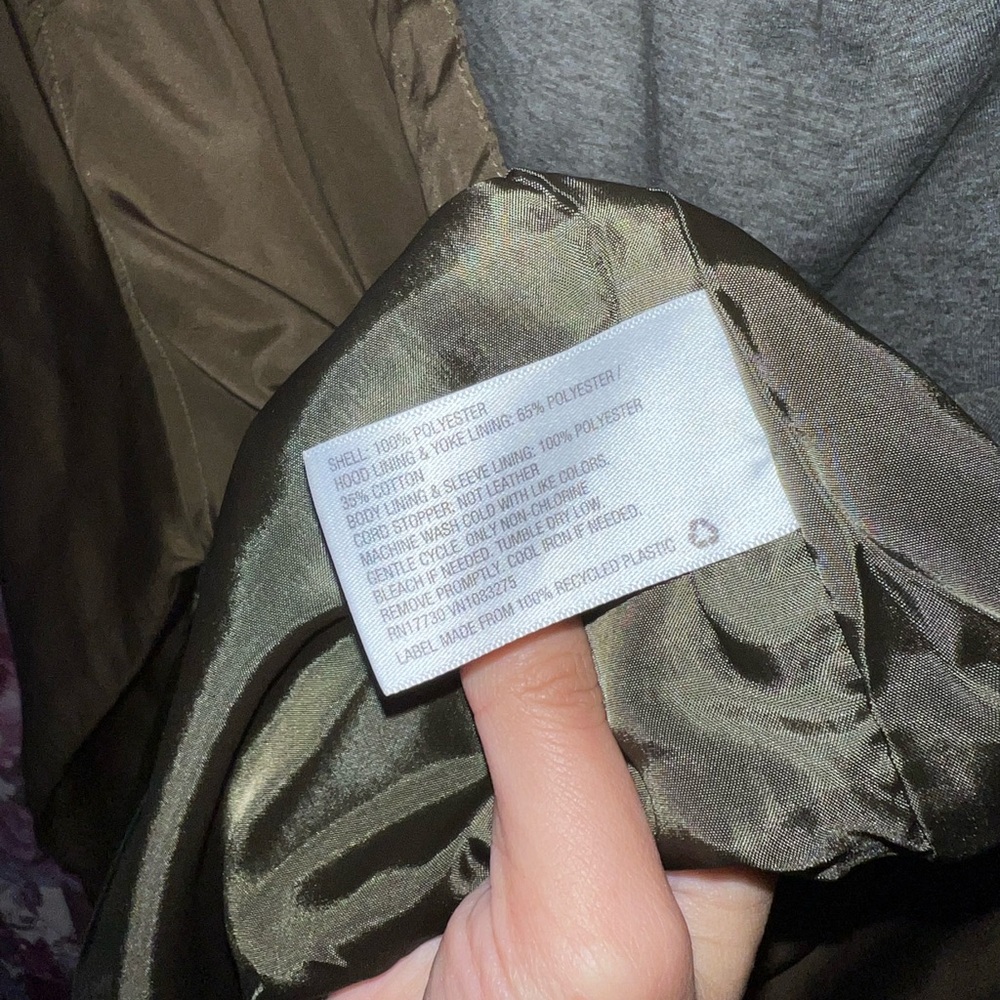 SHELL: 100% POLYESTER
HOOD LINING & YOKE LINING: 65% POLYESTER /
35% COTTON
BODY LINING & SLEEVE LINING: 100% POLYESTER
CORD STOPPER: NOT LEATHER
MACHINE WASH COLD WITH LIKE COLORS.
GENTLE CYCLE. ONLY NON-CHLORINE
BLEACH IF NEEDED. TUMBLE DRY LOW.
REMOVE PROMPTLY. COOL IRON IF NEEDED.
RN17730 VN1083275
LABEL MADE FROM 100% RECYCLED PLASTIC